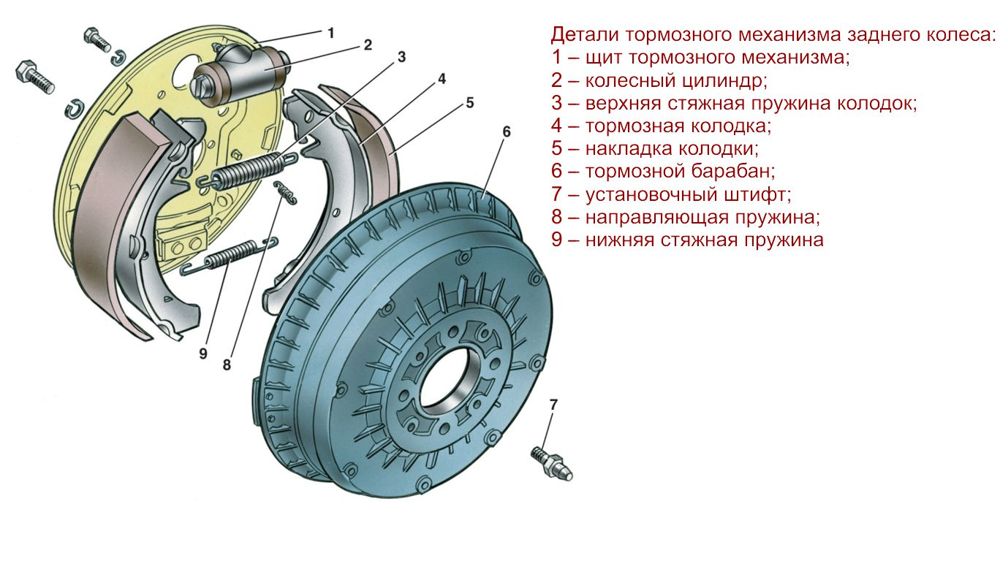 Детали тормозного механизма заднего колеса:
1 – щит тормозного механизма;
2 – колесный цилиндр;
3 – верхняя стяжная пружина колодок;
4 – тормозная колодка;
5 – накладка колодки;
6 – тормозной барабан;
7 – установочный штифт;
8 – направляющая пружина;
9 – нижняя стяжная пружина
1
2
3
4
5
6
9
8
7